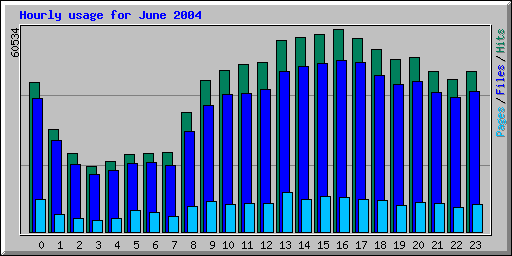 Hourly usage for June 2004
60534
Pages/Files/Hits
0 1 2 3 4 5 6 7 8 9 10 11 12 13 14 15 16 17 18 19 20 21 22 23